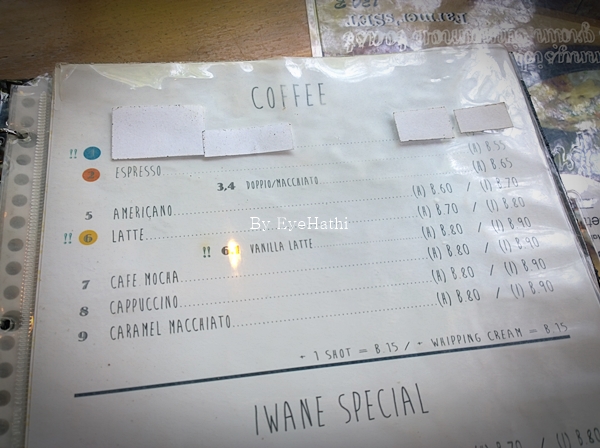 COFFEE
!! 1 (I) B.55
2 ESPRESSO (A) B.65
3,4 DOPPIO/MACCHIATO
5 AMERICANO (A) B.60 / (I) B.70
!! 6 LATTE (A) B.70 / (I) B.80
!! 6.1 VANILLA LATTE (A) B.80 / (I) B.90
7 CAFE MOCHA (A) B.80 / (I) B.90
8 CAPPUCCINO (A) B.80 / (I) B.90
9 CARAMEL MACCHIATO (A) B.80 / (I) B.90
+ 1 SHOT = B.15 / + WHIPPING CREAM = B.15
IWANE SPECIAL
By EyeHathi